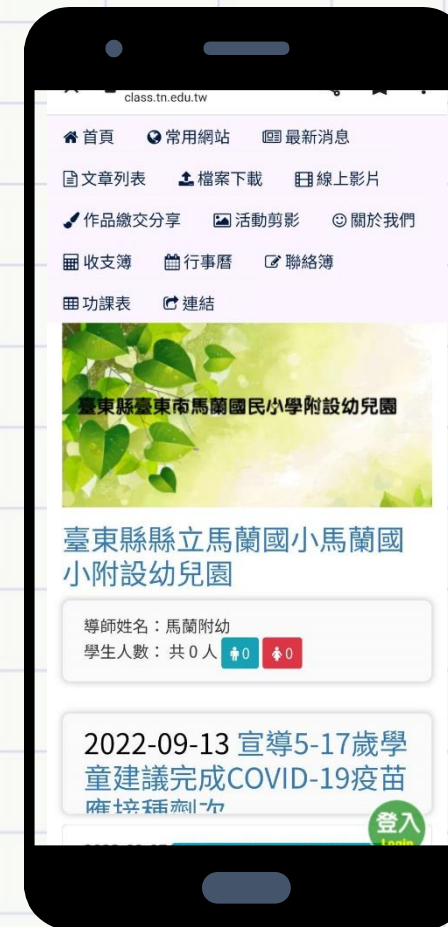 class.tn.edu.tw
首頁 常用網站 最新消息
文章列表 檔案下載 線上影片
作品繳交分享 活動剪影 關於我們
收支簿 行事曆 聯絡簿
功課表 連結
臺東縣臺東市馬蘭國民小學附設幼兒園
臺東縣縣立馬蘭國小馬蘭國
小附設幼兒園
導師姓名：馬蘭附幼
學生人數： 共 0 人 0 0
2022-09-13 宣導5-17歲學
童建議完成COVID-19疫苗
應接種劑次
登入
Login